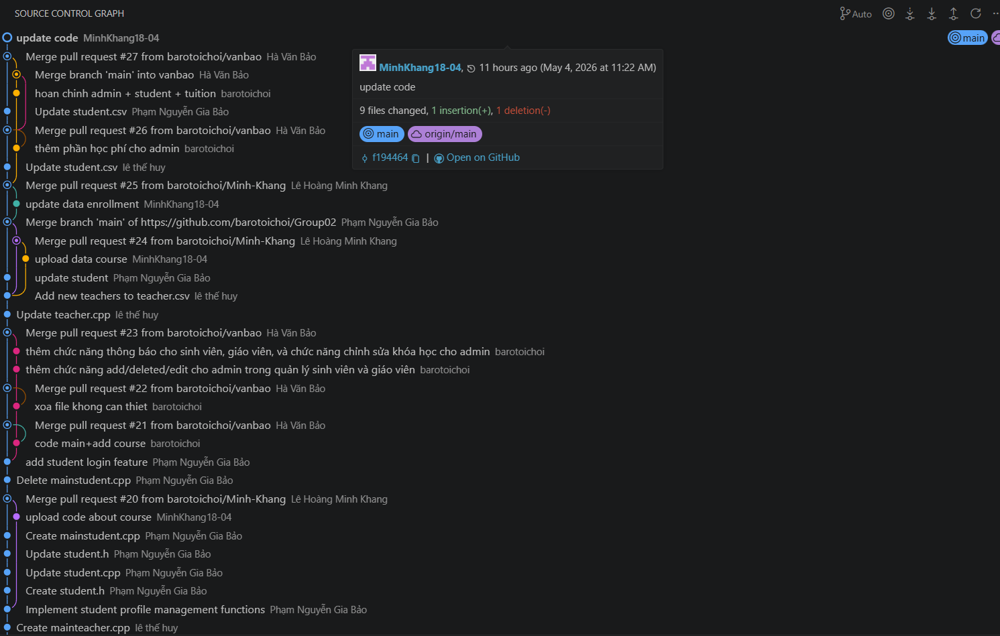 SOURCE CONTROL GRAPH
Auto
update code MinhKhang18-04
main
Merge pull request #27 from barotoichoi/vanbao Hà Văn Bảo
Merge branch 'main' into vanbao Hà Văn Bảo
hoan chinh admin + student + tuition barotoichoi
Update student.csv Phạm Nguyễn Gia Bảo
Merge pull request #26 from barotoichoi/vanbao Hà Văn Bảo
thêm phần học phí cho admin barotoichoi
Update student.csv lê thế huy
MinhKhang18-04, 11 hours ago (May 4, 2026 at 11:22 AM)
update code
9 files changed, 1 insertion(+), 1 deletion(-)
main origin/main
f194464 | Open on GitHub
Merge pull request #25 from barotoichoi/Minh-Khang Lê Hoàng Minh Khang
update data enrollment MinhKhang18-04
Merge branch 'main' of https://github.com/barotoichoi/Group02 Phạm Nguyễn Gia Bảo
Merge pull request #24 from barotoichoi/Minh-Khang Lê Hoàng Minh Khang
upload data course MinhKhang18-04
update student Phạm Nguyễn Gia Bảo
Add new teachers to teacher.csv lê thế huy
Update teacher.cpp lê thế huy
Merge pull request #23 from barotoichoi/vanbao Hà Văn Bảo
thêm chức năng thông báo cho sinh viên, giáo viên, và chức năng chỉnh sửa khóa học cho admin barotoichoi
thêm chức năng add/deleted/edit cho admin trong quản lý sinh viên và giáo viên barotoichoi
Merge pull request #22 from barotoichoi/vanbao Hà Văn Bảo
xoa file khong can thiet barotoichoi
Merge pull request #21 from barotoichoi/vanbao Hà Văn Bảo
code main+add course barotoichoi
add student login feature Phạm Nguyễn Gia Bảo
Delete mainstudent.cpp Phạm Nguyễn Gia Bảo
Merge pull request #20 from barotoichoi/Minh-Khang Lê Hoàng Minh Khang
upload code about course MinhKhang18-04
Create mainstudent.cpp Phạm Nguyễn Gia Bảo
Update student.h Phạm Nguyễn Gia Bảo
Update student.cpp Phạm Nguyễn Gia Bảo
Create student.h Phạm Nguyễn Gia Bảo
Implement student profile management functions Phạm Nguyễn Gia Bảo
Create mainteacher.cpp lê thế huy